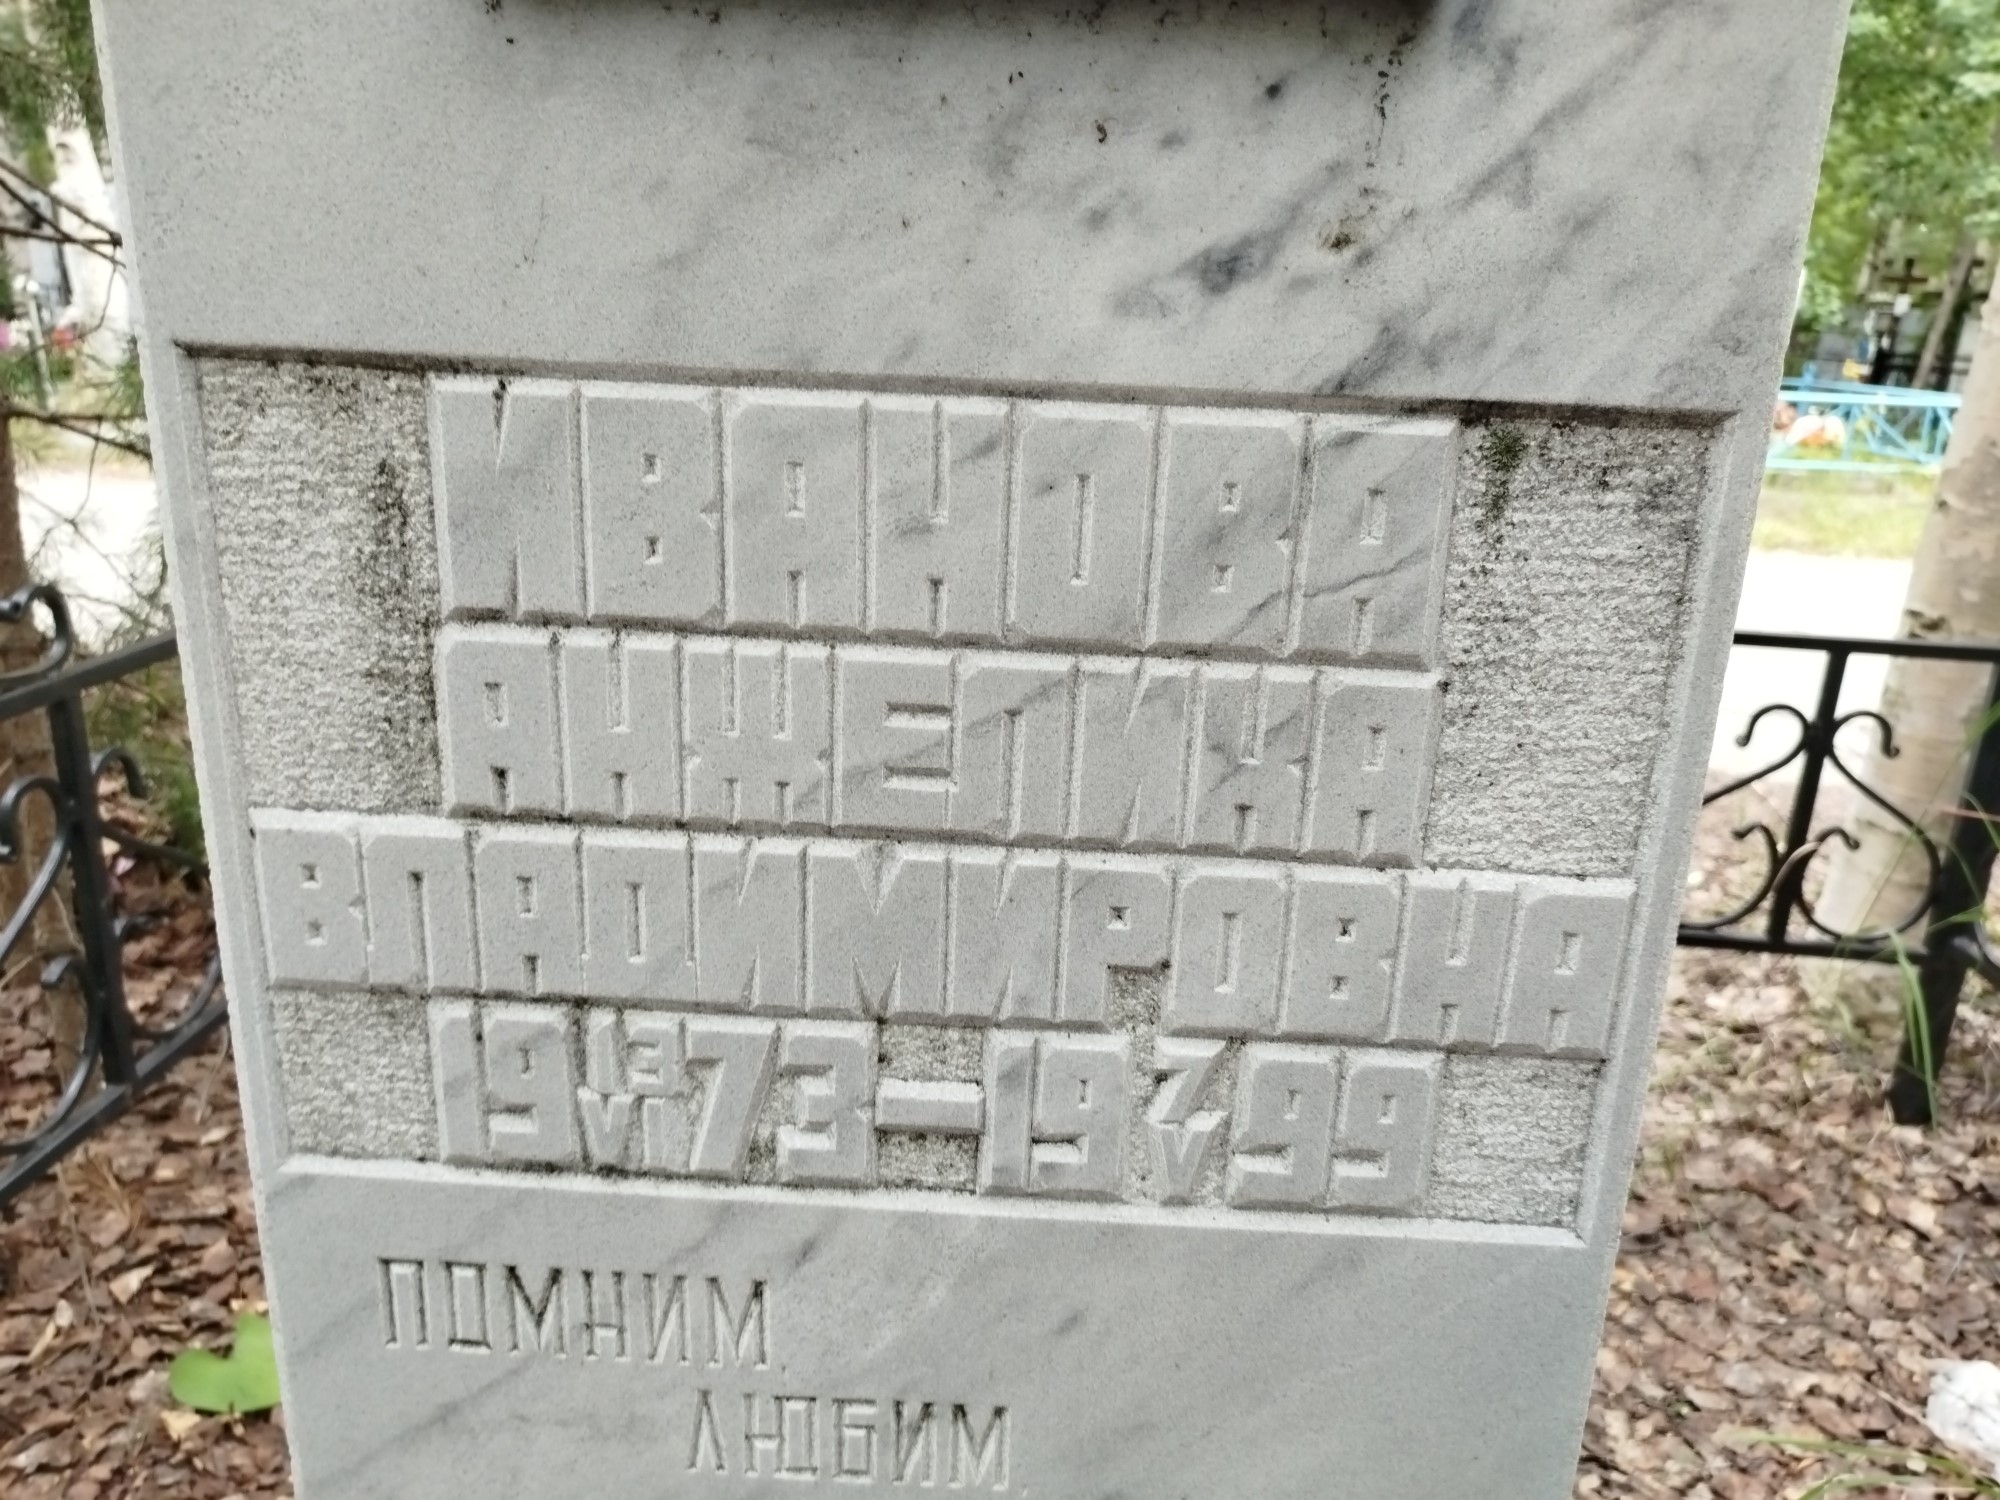 ИВАНОВА
АНЖЕЛИКА
ВЛАДИМИРОВНА
19 13/VI 73 — 19 7/V 99
ПОМНИМ,
ЛЮБИМ,